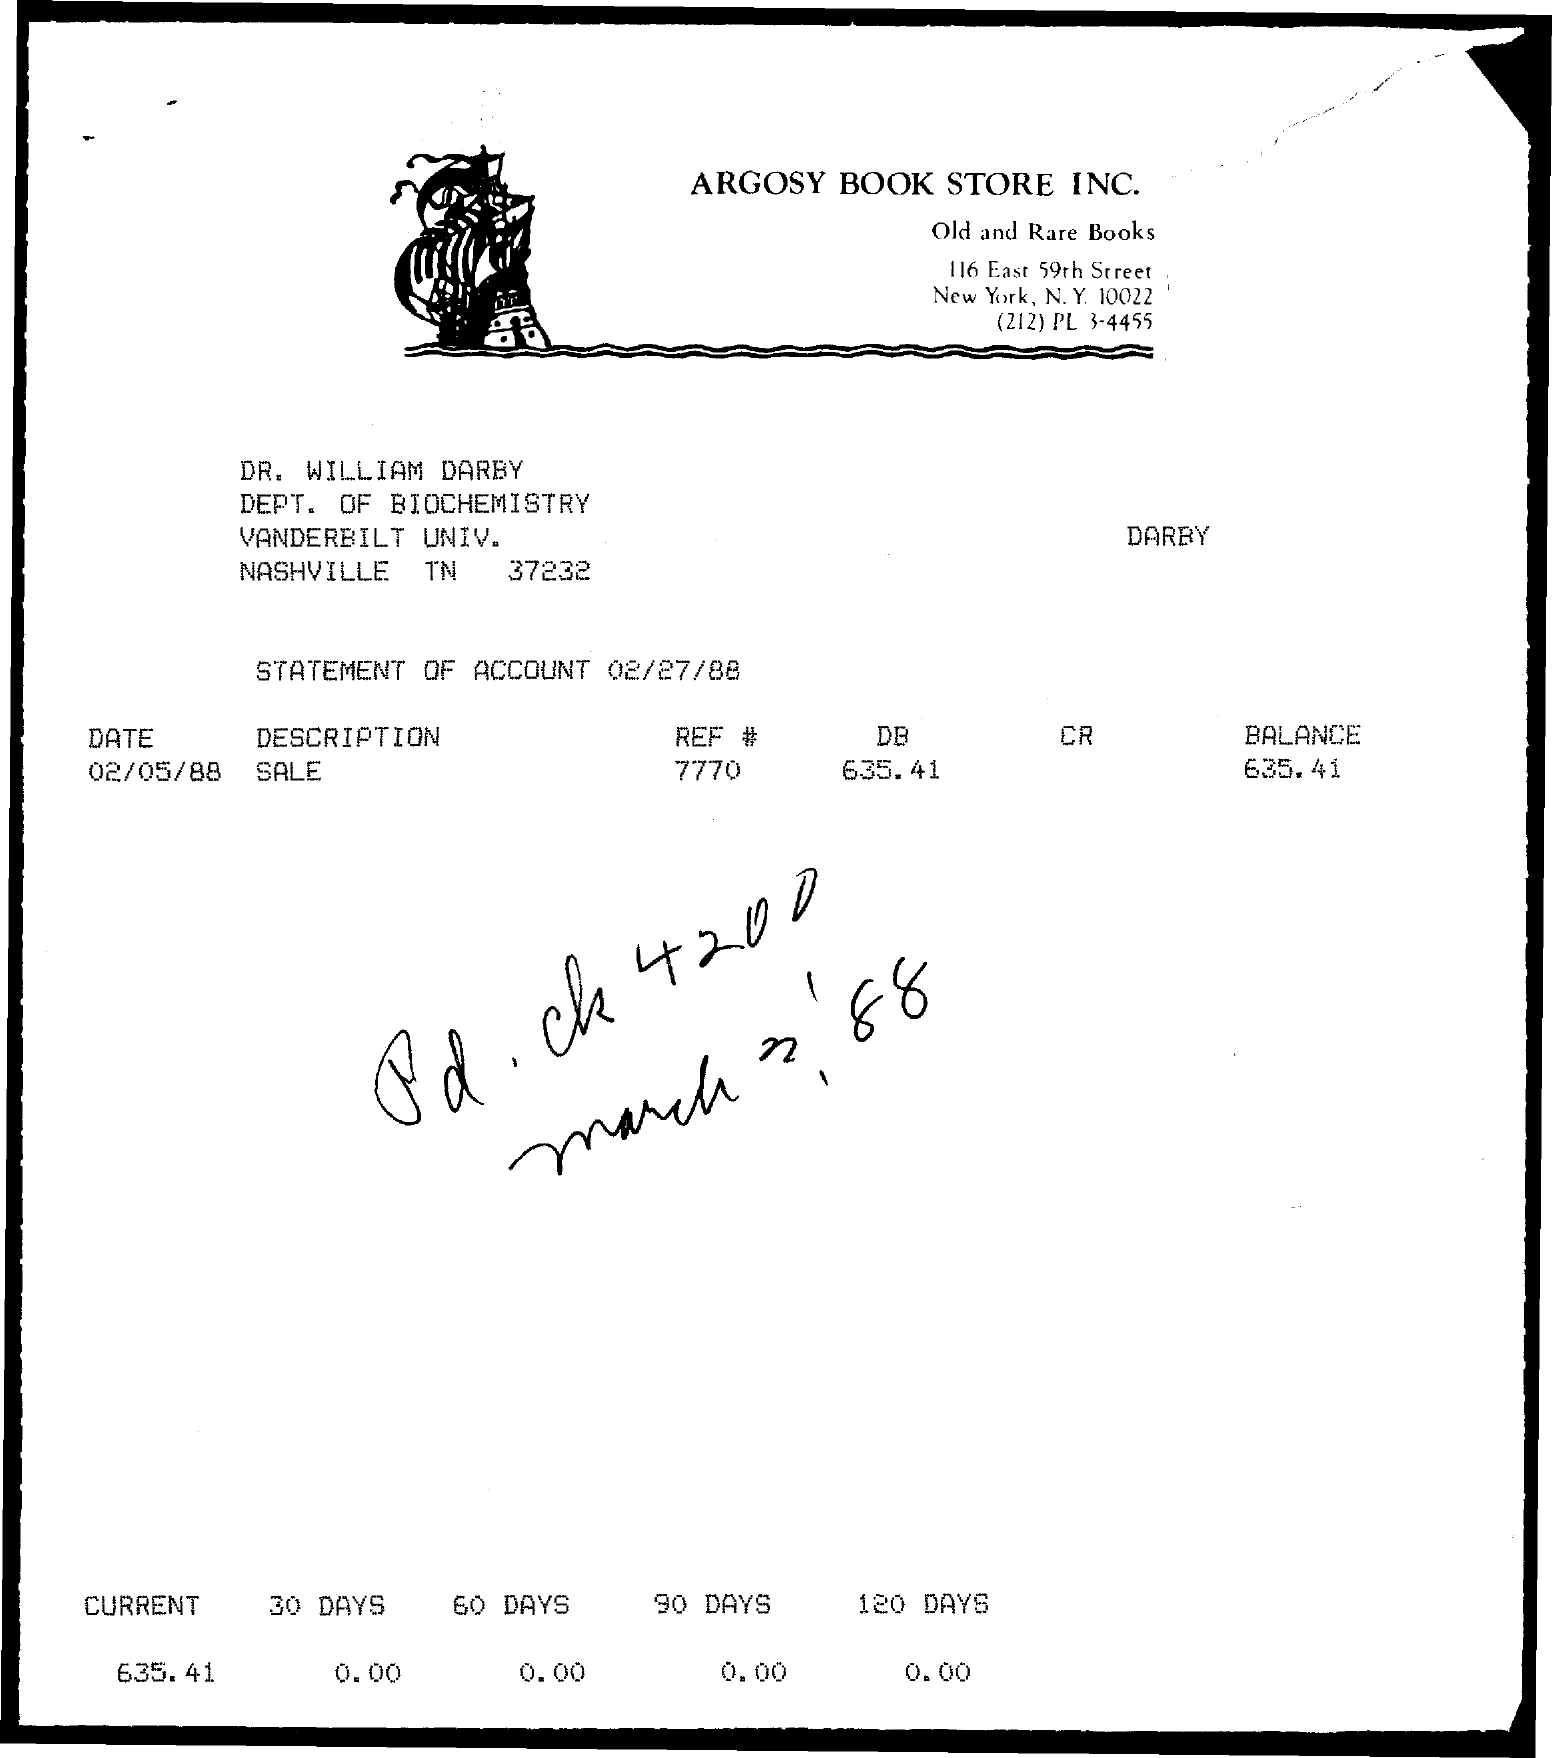 ARGOSY BOOK STORE INC.
Old and Rare Books
116 East 59th Street
New York, N.Y. 10022
(212) PL 3-4455
DR. WILLIAM DARBY
DEPT. OF BIOCHEMISTRY
VANDERBILT UNIV. DARBY
NASHVILLE TN 37232
STATEMENT OF ACCOUNT 02/27/88
DATE DESCRIPTION REF # DB CR BALANCE
02/05/88 SALE 7770 635.41 635.41
Pd. ck 4200
march , '88
CURRENT 30 DAYS 60 DAYS 90 DAYS 120 DAYS
635.41 0.00 0.00 0.00 0.00